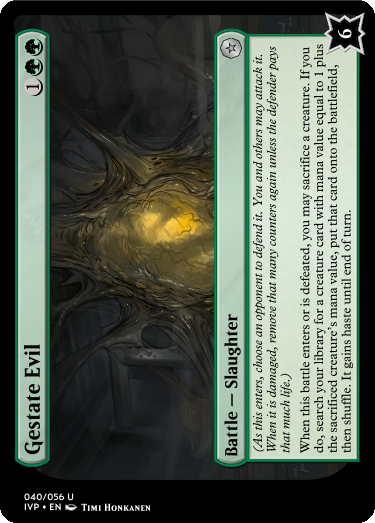 Gestate Evil
1
Battle — Slaughter
(As this enters, choose an opponent to defend it. You and others may attack it.
When it is damaged, remove that many counters again unless the defender pays
that much life.)
When this battle enters or is defeated, you may sacrifice a creature. If you
do, search your library for a creature card with mana value equal to 1 plus
the sacrificed creature's mana value, put that card onto the battlefield,
then shuffle. It gains haste until end of turn.
6
040/056 U
IVP • EN TIMI HONKANEN